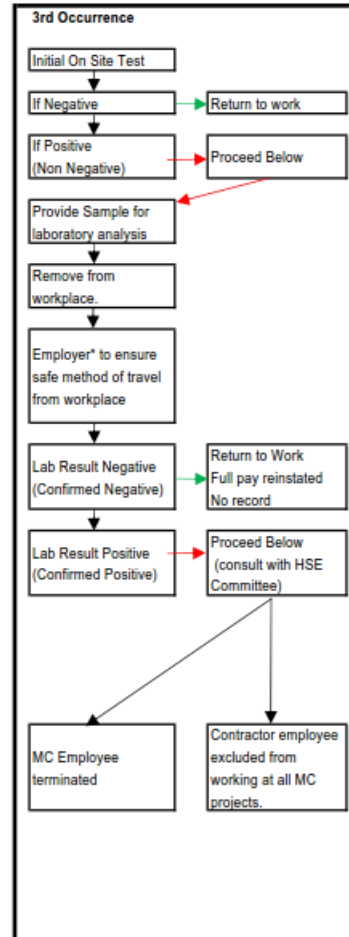 3rd Occurrence
Initial On Site Test
If Negative
Return to work
If Positive
(Non Negative)
Proceed Below
Provide Sample for
laboratory analysis
Remove from
workplace.
Employer* to ensure
safe method of travel
from workplace
Lab Result Negative
(Confirmed Negative)
Return to Work
Full pay reinstated
No record
Lab Result Positive
(Confirmed Positive)
Proceed Below
(consult with HSE
Committee)
MC Employee
terminated
Contractor employee
excluded from
working at all MC
projects.